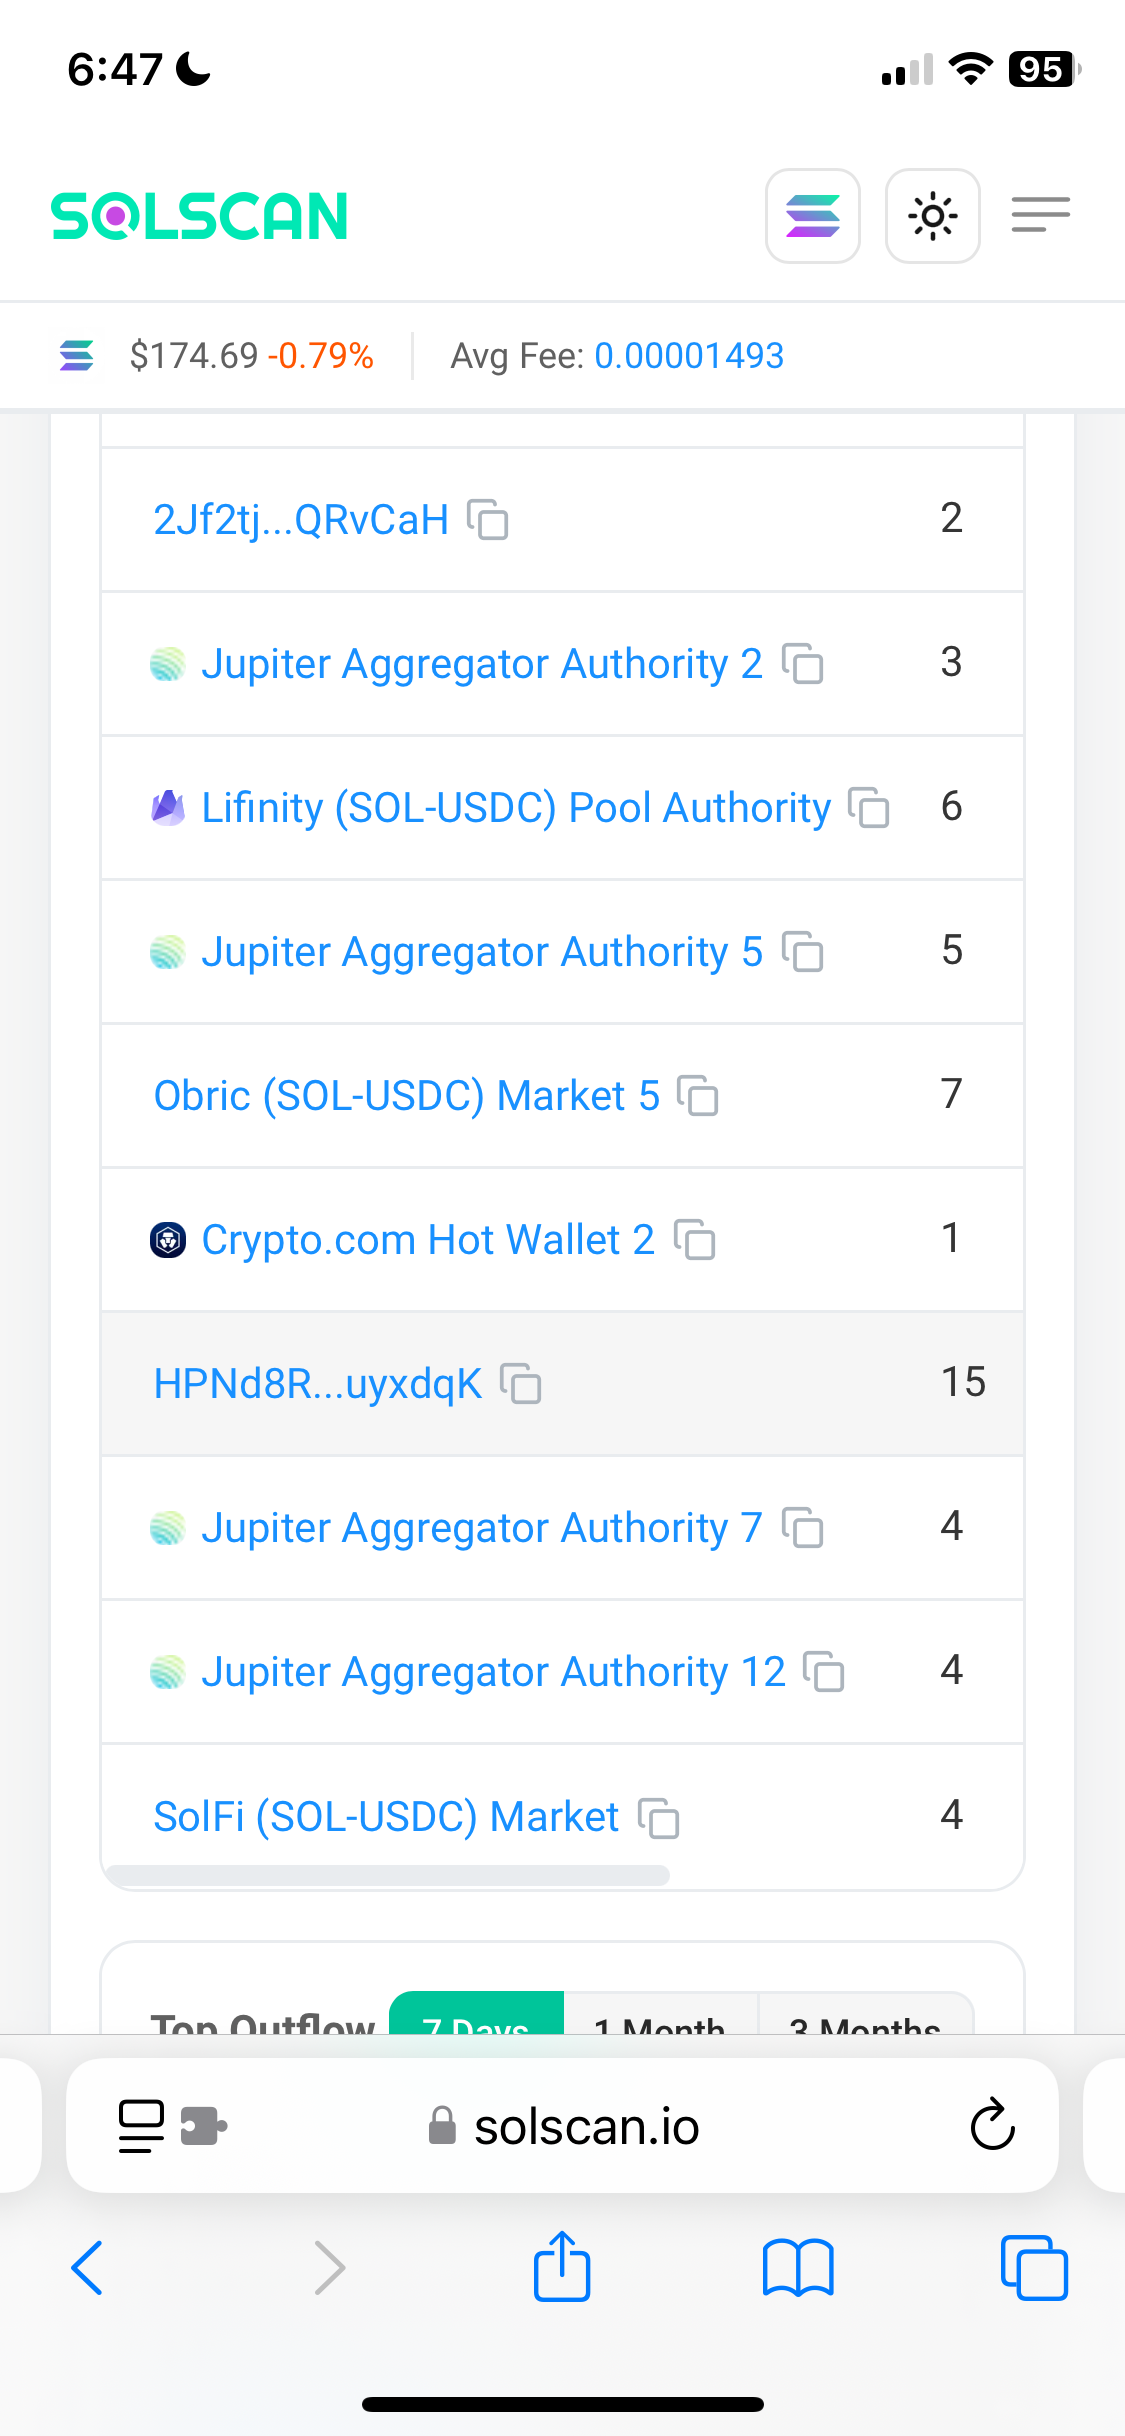 6:47
95
SOLSCAN
$174.69 -0.79% Avg Fee: 0.00001493
2Jf2tj...QRvCaH 2
Jupiter Aggregator Authority 2 3
Lifinity (SOL-USDC) Pool Authority 6
Jupiter Aggregator Authority 5 5
Obric (SOL-USDC) Market 5 7
Crypto.com Hot Wallet 2 1
HPNd8R...uyxdqK 15
Jupiter Aggregator Authority 7 4
Jupiter Aggregator Authority 12 4
SolFi (SOL-USDC) Market 4
Top Outflow 7 Days 1 Month 3 Months
solscan.io